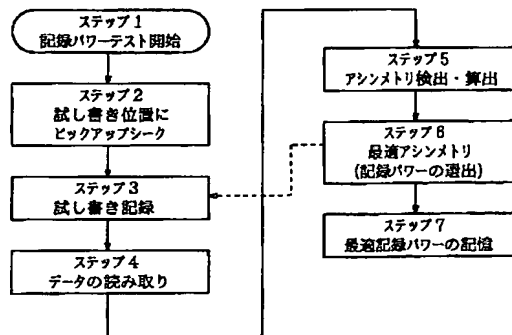 ステップ1
記録パワーテスト開始
ステップ2
試し書き位置に
ピックアップシーク
ステップ3
試し書き記録
ステップ4
データの読み取り
ステップ5
アシンメトリ検出・算出
ステップ6
最適アシンメトリ
(記録パワーの選出)
ステップ7
最適記録パワーの記憶